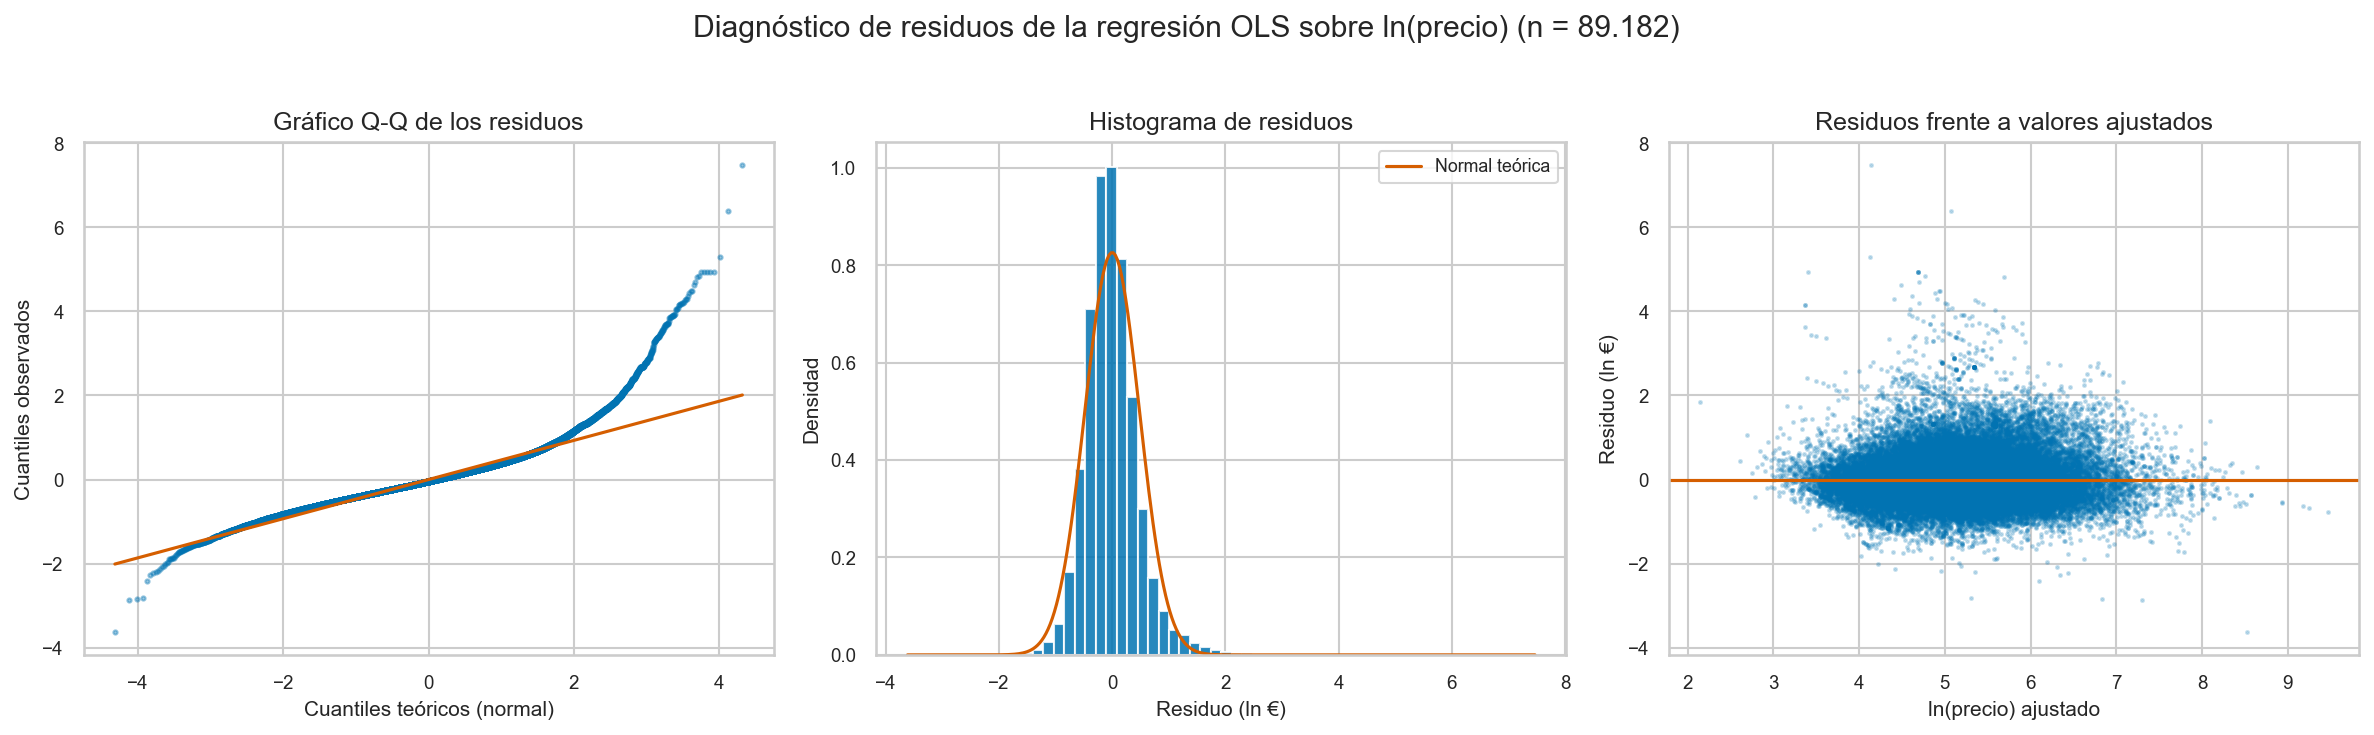 Diagnóstico de residuos de la regresión OLS sobre ln(precio) (n = 89.182)
Gráfico Q-Q de los residuos
8
6
4
2
0
−2
−4
Cuantiles observados
−4 −2 0 2 4
Cuantiles teóricos (normal)
Histograma de residuos
Normal teórica
1.0
0.8
0.6
0.4
0.2
0.0
Densidad
−4 −2 0 2 4 6 8
Residuo (ln €)
Residuos frente a valores ajustados
8
6
4
2
0
−2
−4
Residuo (ln €)
2 3 4 5 6 7 8 9
ln(precio) ajustado